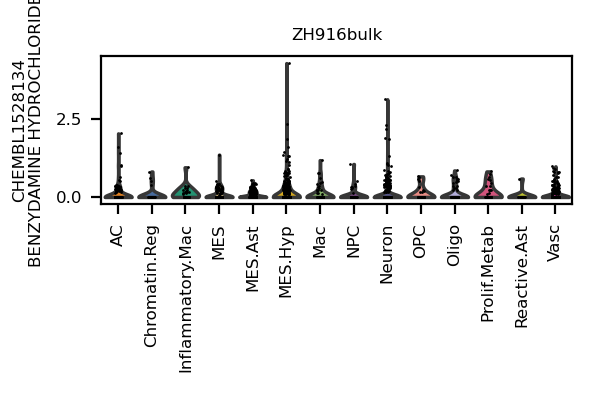 ZH916bulk
CHEMBL1528134
BENZYDAMINE HYDROCHLORIDE
2.5
0.0
AC
Chromatin.Reg
Inflammatory.Mac
MES
MES.Ast
MES.Hyp
Mac
NPC
Neuron
OPC
Oligo
Prolif.Metab
Reactive.Ast
Vasc